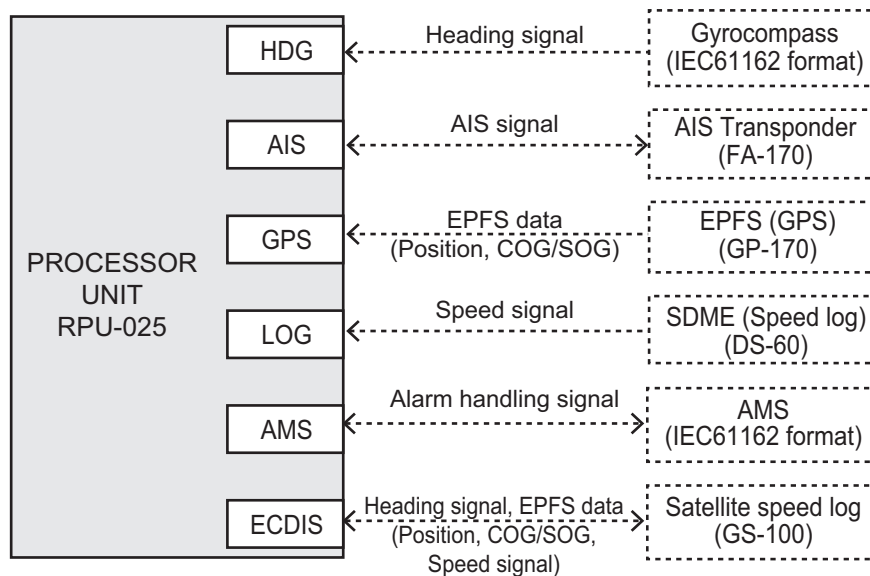 HDG
Heading signal
Gyrocompass
(IEC61162 format)
AIS
AIS signal
AIS Transponder
(FA-170)
PROCESSOR
UNIT
RPU-025
GPS
EPFS data
(Position, COG/SOG)
EPFS (GPS)
(GP-170)
LOG
Speed signal
SDME (Speed log)
(DS-60)
AMS
Alarm handling signal
AMS
(IEC61162 format)
ECDIS
Heading signal, EPFS data
(Position, COG/SOG,
Speed signal)
Satellite speed log
(GS-100)